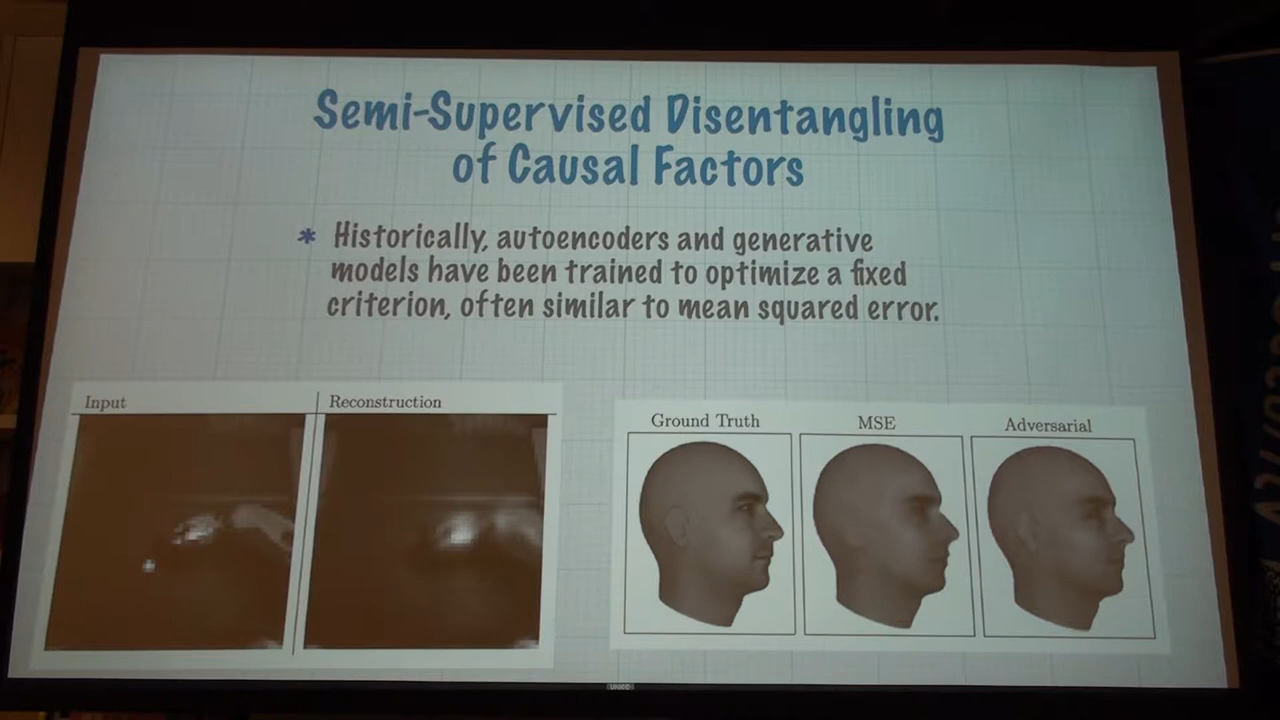 Semi-Supervised Disentangling
of Causal Factors
* Historically, autoencoders and generative
models have been trained to optimize a fixed
criterion, often similar to mean squared error.
Input
Reconstruction
Ground Truth
MSE
Adversarial